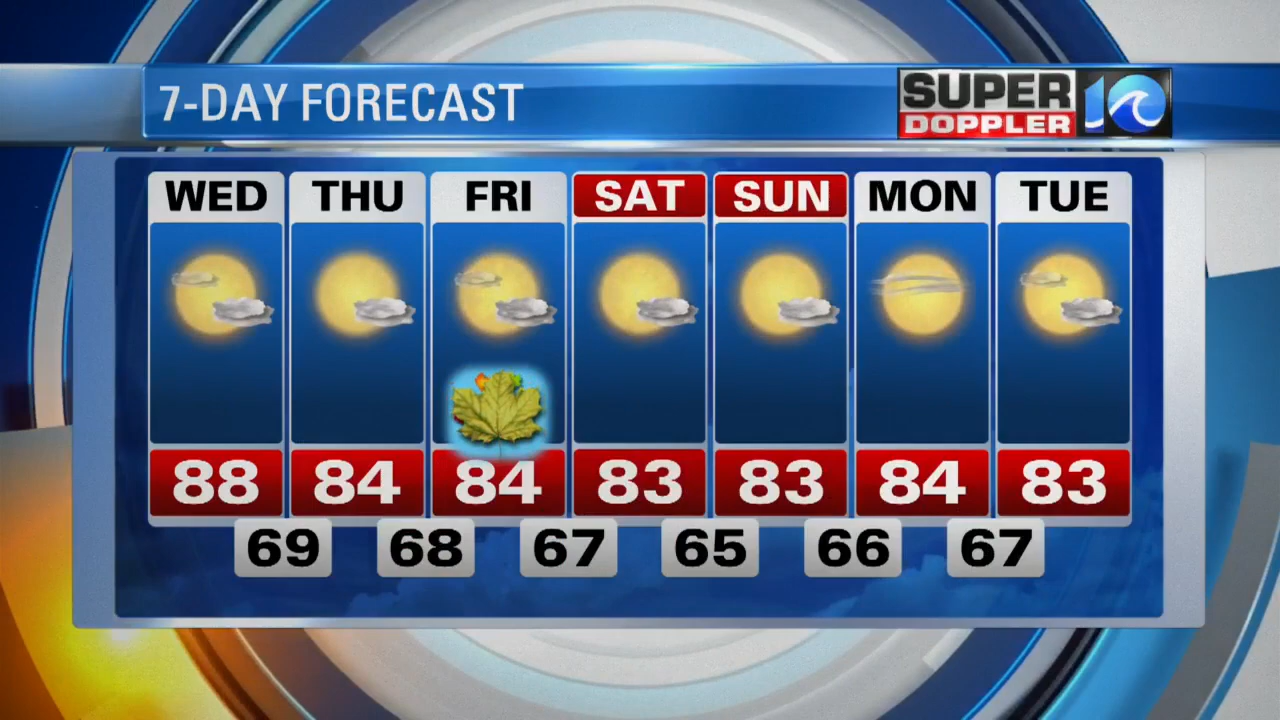 7-DAY FORECAST
SUPER
DOPPLER 10
WED THU FRI SAT SUN MON TUE
88 84 84 83 83 84 83
69 68 67 65 66 67